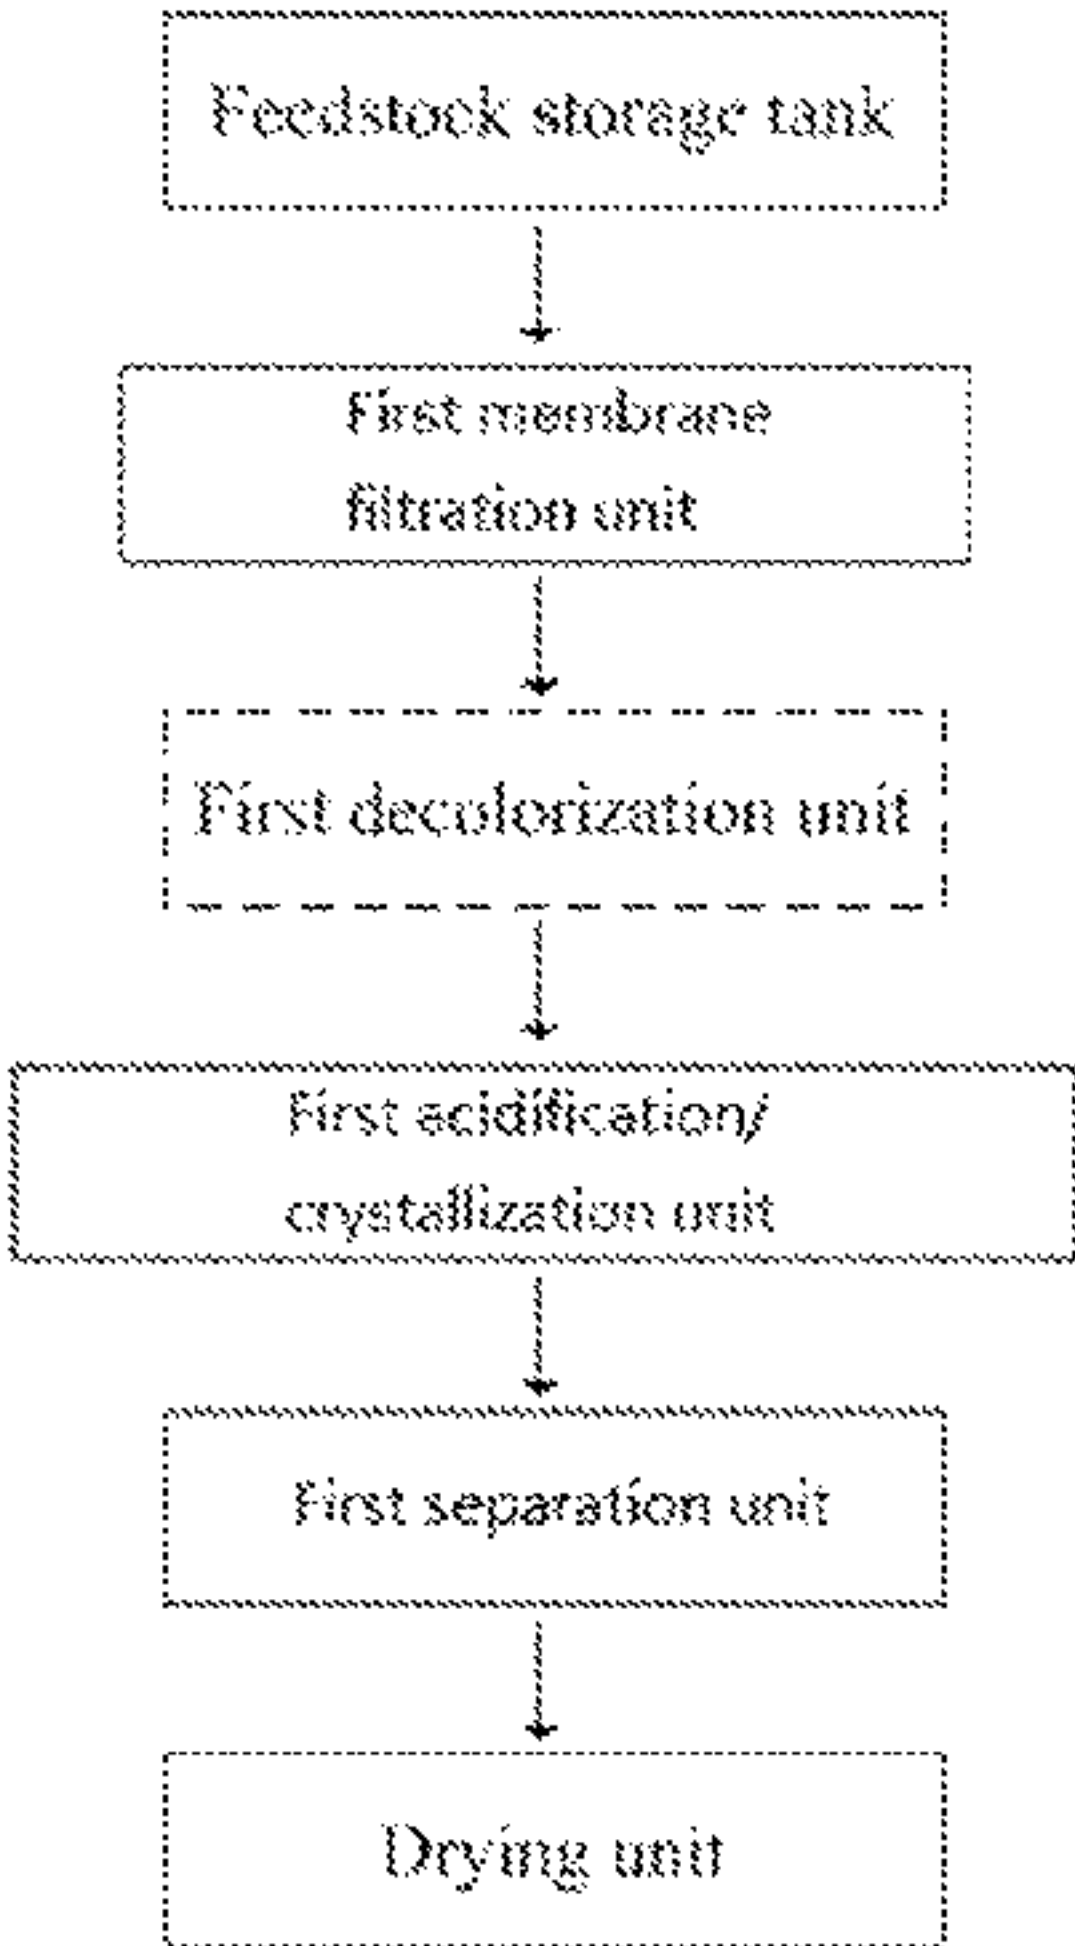 Feedstock storage tank
First membrane
filtration unit
First decolorization unit
First acidification/
crystallization unit
First separation unit
Drying unit